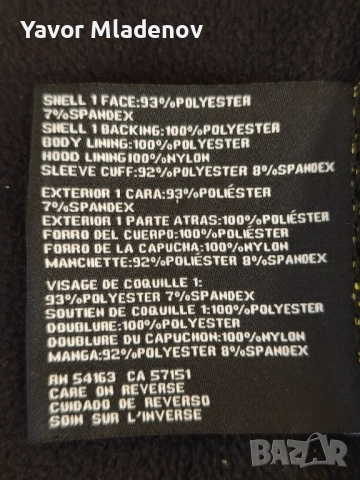 Yavor Mladenov
SHELL 1 FACE:93%POLYESTER
7%SPANDEX
SHELL 1 BACKING:100%POLYESTER
BODY LINING:100%POLYESTER
HOOD LINING100%NYLON
SLEEVE CUFF:92%POLYESTER 8%SPANDEX
EXTERIOR 1 CARA:93%POLIÉSTER
7%SPANDEX
EXTERIOR 1 PARTE ATRAS:100%POLIÉSTER
FORRO DEL CUERPO:100%POLIÉSTER
FORRO DE LA CAPUCHA:100%NYLON
MANCHETTE:92%POLIÉSTER 8%SPANDEX
VISAGE DE COQUILLE 1:
93%POLYESTER 7%SPANDEX
SOUTIEN DE COQUILLE 1:100%POLYESTER
DOUBLURE:100%POLYESTER
DOUBLURE DU CAPUCHON:100%NYLON
MANGA:92%POLYESTER 8%SPANDEX
RN 54163 CA 57151
CARE ON REVERSE
CUIDADO DE REVERSO
SOIN SUR L'INVERSE
BAZAR